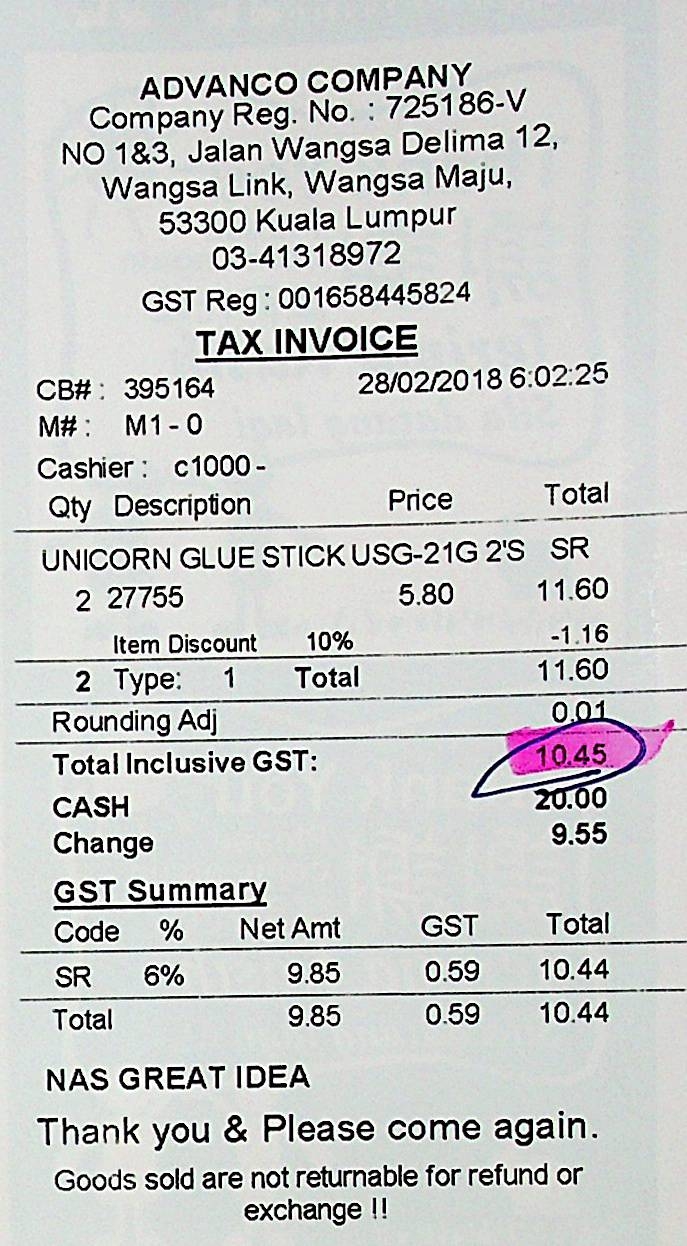 ADVANCO COMPANY
Company Reg. No. : 725186-V
NO 1&3, Jalan Wangsa Delima 12,
Wangsa Link, Wangsa Maju,
53300 Kuala Lumpur
03-41318972
GST Reg : 001658445824
TAX INVOICE
CB# : 395164 28/02/2018 6:02:25
M# : M1 - 0
Cashier : c1000 -
Qty Description Price Total
UNICORN GLUE STICK USG-21G 2'S SR
2 27755 5.80 11.60
Item Discount 10% -1.16
2 Type: 1 Total 11.60
Rounding Adj 0.01
Total Inclusive GST: 10.45
CASH 20.00
Change 9.55
GST Summary
Code % Net Amt GST Total
SR 6% 9.85 0.59 10.44
Total 9.85 0.59 10.44
NAS GREAT IDEA
Thank you & Please come again.
Goods sold are not returnable for refund or
exchange !!